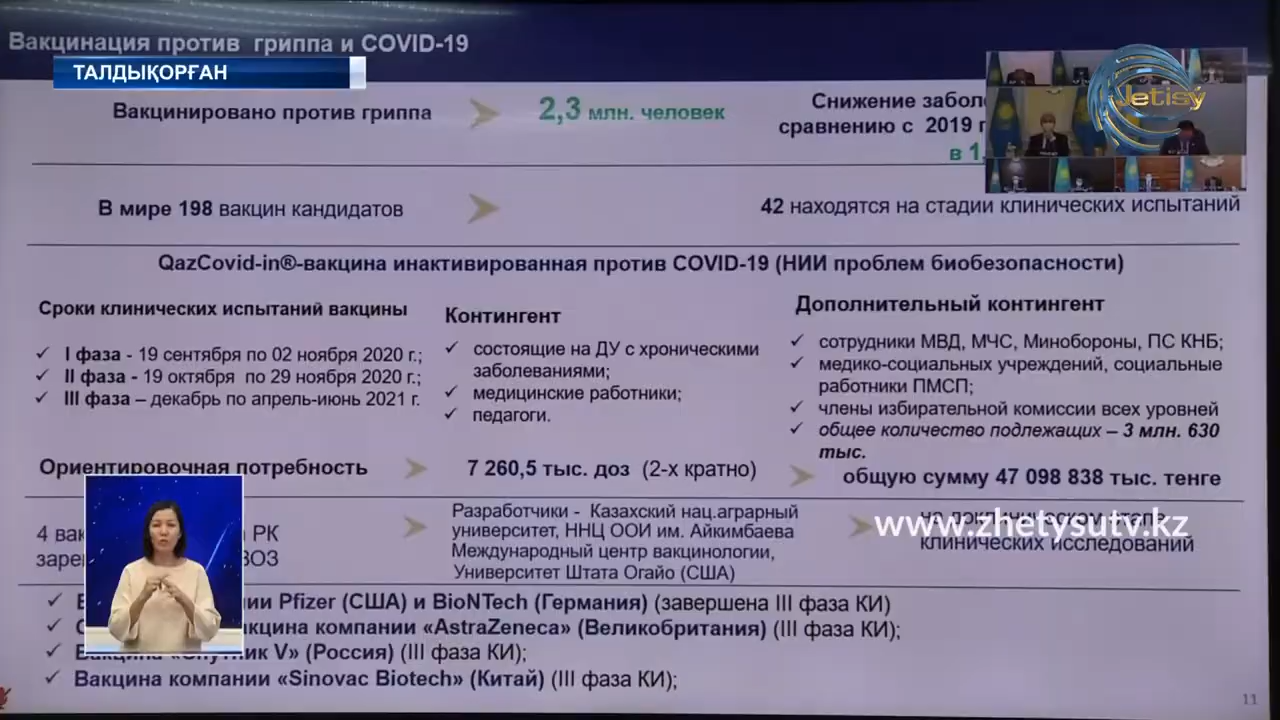 Вакцинация против гриппа и COVID-19
ТАЛДЫҚОРҒАН
Jetisý
Вакцинировано против гриппа
2,3 млн. человек
Снижение
сравнению с 2019
в 1,
В мире 198 вакцин кандидатов
42 находятся на стадии клинических испытаний
QazCovid-in®-вакцина инактивированная против COVID-19 (НИИ проблем биобезопасности)
Сроки клинических испытаний вакцины
✓ I фаза - 19 сентября по 02 ноября 2020 г.;
✓ II фаза - 19 октября по 29 ноября 2020 г.;
✓ III фаза – декабрь по апрель-июнь 2021 г.
Контингент
✓ состоящие на ДУ с хроническими
заболеваниями;
✓ медицинские работники;
✓ педагоги.
Дополнительный контингент
✓ сотрудники МВД, МЧС, Минобороны, ПС КНБ;
✓ медико-социальных учреждений, социальные
работники ПМСП;
✓ члены избирательной комиссии всех уровней
✓ общее количество подлежащих – 3 млн. 630
тыс.
Ориентировочная потребность
7 260,5 тыс. доз (2-х кратно)
общую сумму 47 098 838 тыс. тенге
4
РК
ВОЗ
Разработчики - Казахский нац.аграрный
университет, ННЦ ООИ им. Айкимбаева
Международный центр вакцинологии,
Университет Штата Огайо (США)
www.zhetysutv.kz
клинических исследований
✓ Pfizer (США) и BioNTech (Германия) (завершена III фаза КИ)
✓ компании «AstraZeneca» (Великобритания) (III фаза КИ);
✓ Вакцина «Спутник V» (Россия) (III фаза КИ);
✓ Вакцина компании «Sinovac Biotech» (Китай) (III фаза КИ);
11